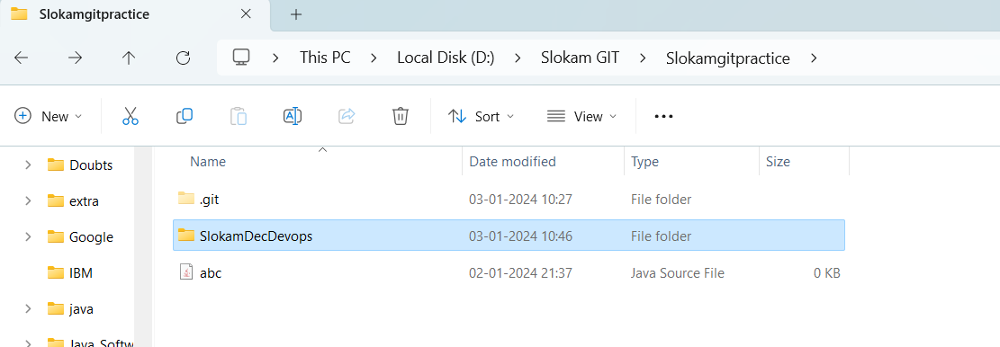 Slokamgitpractice
This PC > Local Disk (D:) > Slokam GIT > Slokamgitpractice >
New Sort View
Name Date modified Type Size
Doubts
extra
Google
IBM
java
Java_Softw
.git 03-01-2024 10:27 File folder
SlokamDecDevops 03-01-2024 10:46 File folder
abc 02-01-2024 21:37 Java Source File 0 KB